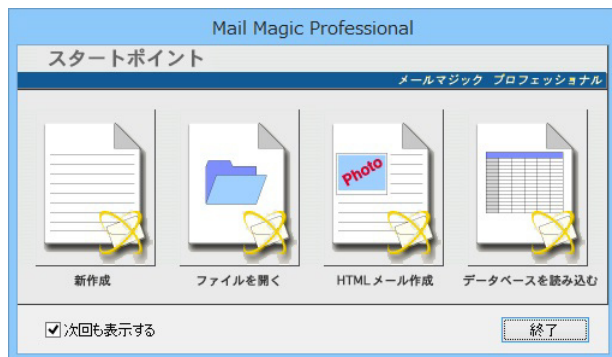 Mail Magic Professional
スタートポイント
メールマジック プロフェッショナル
Photo
新作成
ファイルを開く
HTMLメール作成
データベースを読み込む
次回も表示する
終了